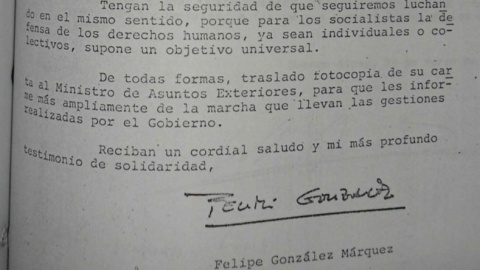 Tengan la seguridad de que seguiremos luchan
do en el mismo sentido, porque para los socialistas la de
fensa de los derechos humanos, ya sean individuales o co-
lectivos, supone un objetivo universal.
De todas formas, traslado fotocopia de su car
ta al Ministro de Asuntos Exteriores, para que les infor-
me más ampliamente de la marcha que llevan las gestiones
realizadas por el Gobierno.
Reciban un cordial saludo y mi más profundo
testimonio de solidaridad,
Felipe González
Felipe González Márquez